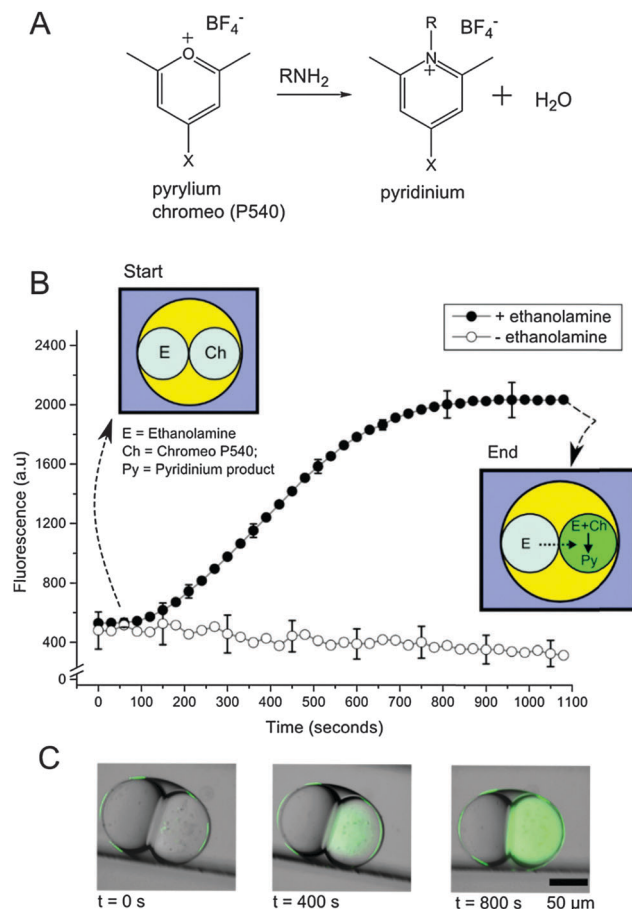 A
BF4-
+
O
X
pyrylium
chromeo (P540)
RNH2
R
BF4-
N
+
X
pyridinium
+
H2O
B
Start
E
Ch
E = Ethanolamine
Ch = Chromeo P540;
Py = Pyridinium product
+ ethanolamine
- ethanolamine
End
E
E+Ch
Py
Fluorescence (a.u)
2400
2000
1600
1200
800
400
0
0 100 200 300 400 500 600 700 800 900 1000 1100
Time (seconds)
C
t = 0 s
t = 400 s
t = 800 s
50 µm